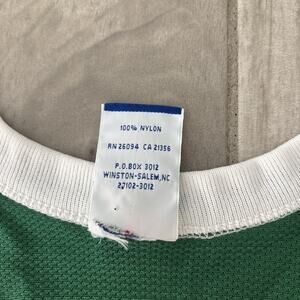 100% NYLON
RN 26094 CA 21356
P.O.BOX 3012
WINSTON-SALEM,NC
27102-3012